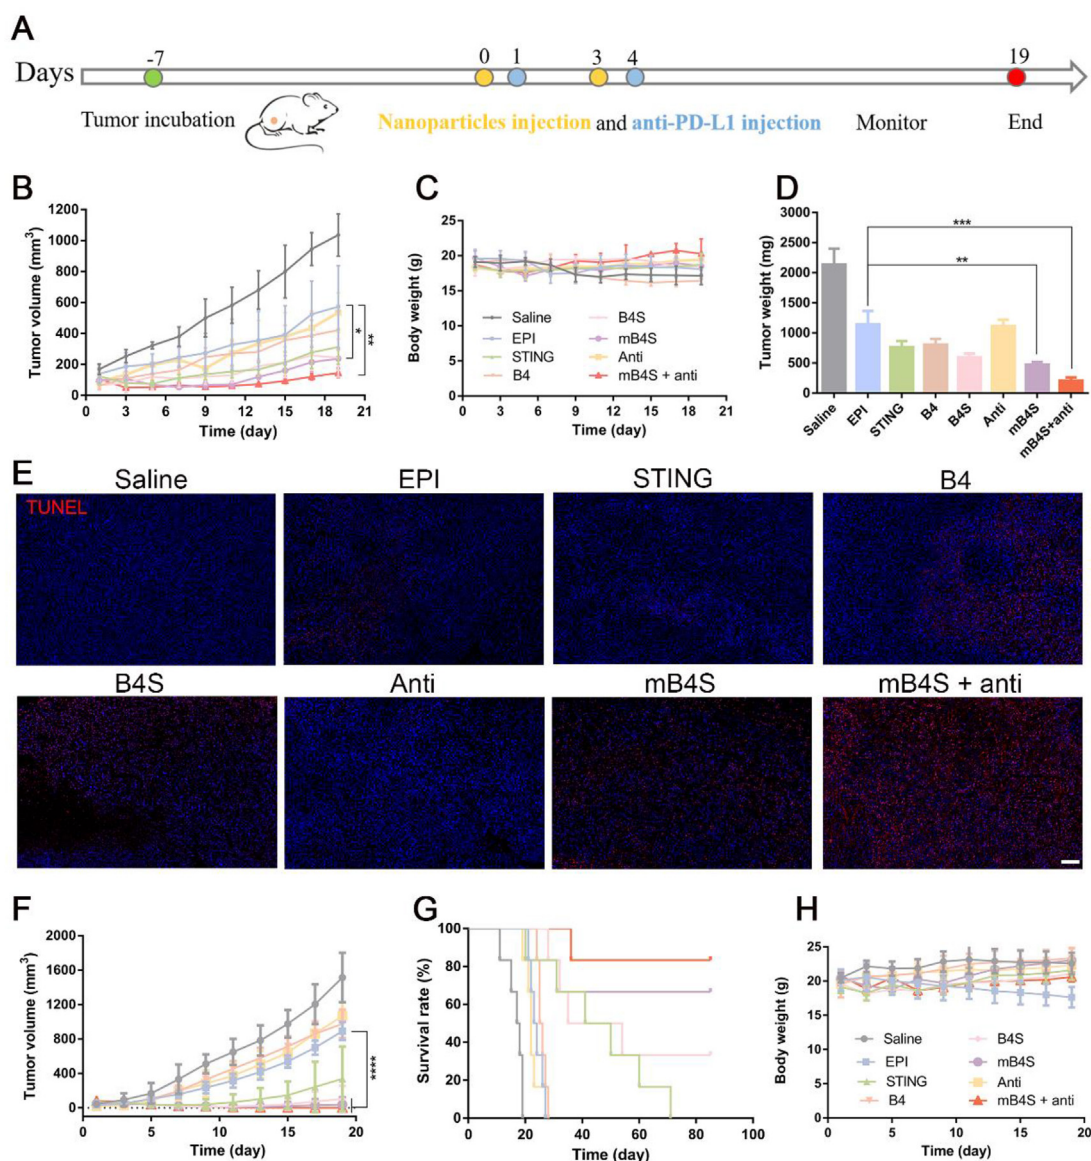 A
Days
-7
0
1
3
4
19
Tumor incubation
Nanoparticles injection and anti-PD-L1 injection
Monitor
End
B
Tumor volume (mm³)
1200
1000
800
600
400
200
0
0 3 6 9 12 15 18 21
Time (day)
*
**
C
Body weight (g)
25
20
15
10
5
0
Saline
EPI
STING
B4
B4S
mB4S
Anti
mB4S + anti
0 3 6 9 12 15 18 21
Time (day)
D
Tumor weight (mg)
3000
2500
2000
1500
1000
500
0
***
**
Saline
EPI
STING
B4
B4S
Anti
mB4S
mB4S+anti
E
Saline
EPI
STING
B4
TUNEL
B4S
Anti
mB4S
mB4S + anti
F
Tumor volume (mm³)
2000
1600
1200
800
400
0
0 5 10 15 20
Time (day)
****
G
Survival rate (%)
100
80
60
40
20
0
0 20 40 60 80 100
Time (day)
H
Body weight (g)
25
20
15
10
5
0
Saline
EPI
STING
B4
B4S
mB4S
Anti
mB4S + anti
0 5 10 15 20
Time (day)